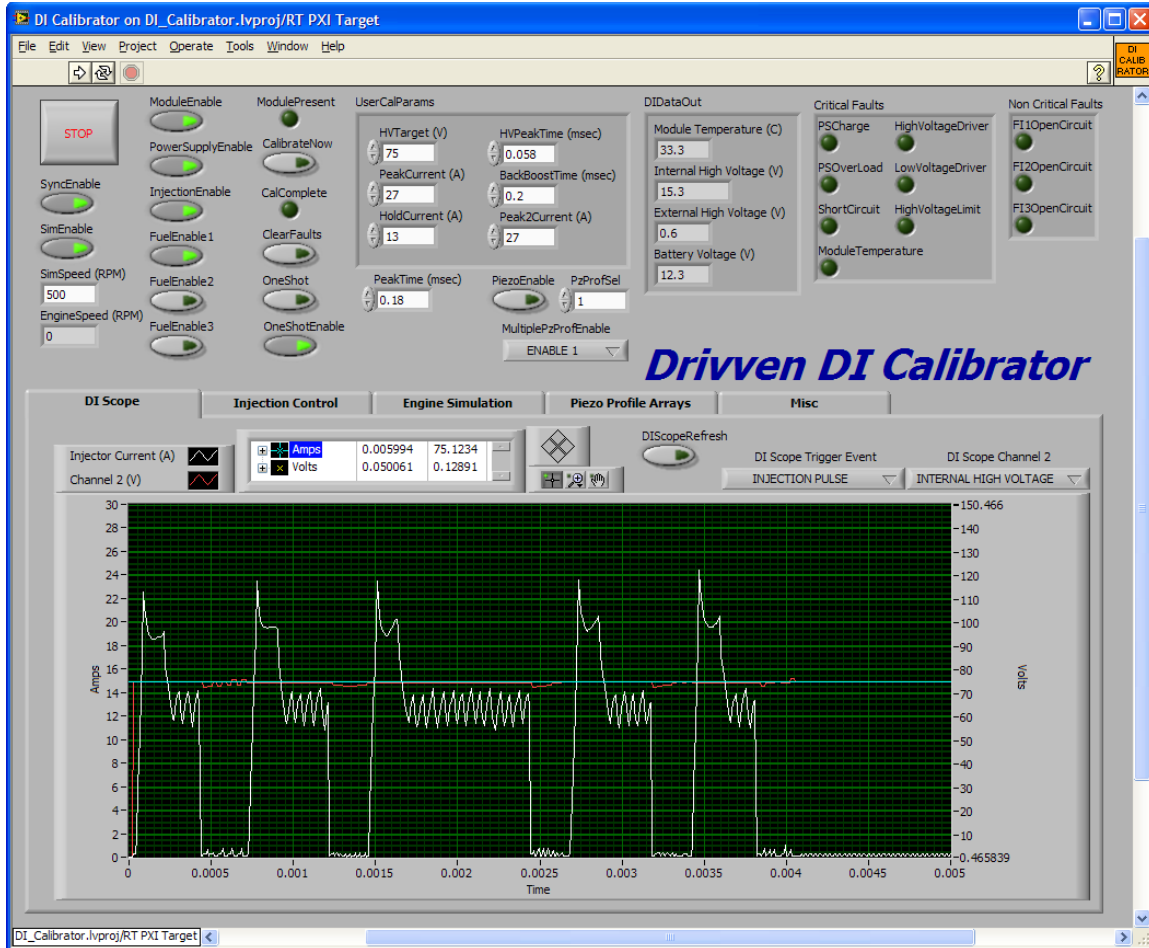 DI Calibrator on DI_Calibrator.lvproj/RT PXI Target
File Edit View Project Operate Tools Window Help
DI
CALIB
RATOR
STOP
SyncEnable
SimEnable
SimSpeed (RPM)
500
EngineSpeed (RPM)
0
ModuleEnable
PowerSupplyEnable
InjectionEnable
FuelEnable1
FuelEnable2
FuelEnable3
ModulePresent
CalibrateNow
CalComplete
ClearFaults
OneShot
OneShotEnable
UserCalParams
HVTarget (V)
75
PeakCurrent (A)
27
HoldCurrent (A)
13
HVPeakTime (msec)
0.058
BackBoostTime (msec)
0.2
Peak2Current (A)
27
PeakTime (msec)
0.18
PiezoEnable
PzProfSel
1
MultiplePzProfEnable
ENABLE 1
DIDataOut
Module Temperature (C)
33.3
Internal High Voltage (V)
15.3
External High Voltage (V)
0.6
Battery Voltage (V)
12.3
Critical Faults
PSCharge HighVoltageDriver
PSOverLoad LowVoltageDriver
ShortCircuit HighVoltageLimit
ModuleTemperature
Non Critical Faults
FI1OpenCircuit
FI2OpenCircuit
FI3OpenCircuit
Drivven DI Calibrator
DI Scope Injection Control Engine Simulation Piezo Profile Arrays Misc
Injector Current (A)
Channel 2 (V)
Amps 0.005994 75.1234
Volts 0.050061 0.12891
DIScopeRefresh
DI Scope Trigger Event
INJECTION PULSE
DI Scope Channel 2
INTERNAL HIGH VOLTAGE
30
28
26
24
22
20
18
16
14
12
10
8
6
4
2
0
Amps
150.466
140
130
120
110
100
90
80
70
60
50
40
30
20
10
-0.465839
Volts
0 0.0005 0.001 0.0015 0.002 0.0025 0.003 0.0035 0.004 0.0045 0.005
Time
DI_Calibrator.lvproj/RT PXI Target